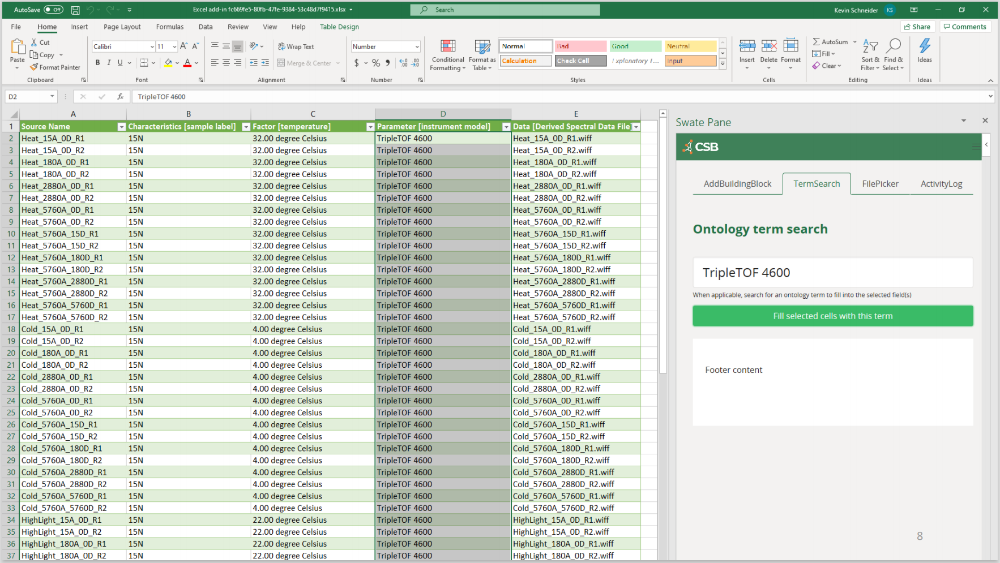 AutoSave Off Excel add-in fc669fe5-80fb-47fe-9384-53c48d7f9415.xlsx Search Kevin Schneider KS
File Home Insert Page Layout Formulas Data Review View Help Table Design Share Comments
Paste Cut Copy Format Painter Clipboard
Calibri 11 B I U Font
Wrap Text Merge & Center Alignment
Number $ % Number
Conditional Formatting Format as Table
Normal Bad Good Neutral
Calculation Check Cell Explanatory T... Input
Styles
Insert Delete Format Cells
AutoSum Fill Clear Sort & Filter Find & Select Editing
Ideas Ideas
D2 fx TripleTOF 4600
A B C D E
1 Source Name Characteristics [sample label] Factor [temperature] Parameter [instrument model] Data [Derived Spectral Data File]
2 Heat_15A_0D_R1 15N 32.00 degree Celsius TripleTOF 4600 Heat_15A_0D_R1.wiff
3 Heat_15A_0D_R2 15N 32.00 degree Celsius TripleTOF 4600 Heat_15A_0D_R2.wiff
4 Heat_180A_0D_R1 15N 32.00 degree Celsius TripleTOF 4600 Heat_180A_0D_R1.wiff
5 Heat_180A_0D_R2 15N 32.00 degree Celsius TripleTOF 4600 Heat_180A_0D_R2.wiff
6 Heat_2880A_0D_R1 15N 32.00 degree Celsius TripleTOF 4600 Heat_2880A_0D_R1.wiff
7 Heat_2880A_0D_R2 15N 32.00 degree Celsius TripleTOF 4600 Heat_2880A_0D_R2.wiff
8 Heat_5760A_0D_R1 15N 32.00 degree Celsius TripleTOF 4600 Heat_5760A_0D_R1.wiff
9 Heat_5760A_0D_R2 15N 32.00 degree Celsius TripleTOF 4600 Heat_5760A_0D_R2.wiff
10 Heat_5760A_15D_R1 15N 32.00 degree Celsius TripleTOF 4600 Heat_5760A_15D_R1.wiff
11 Heat_5760A_15D_R2 15N 32.00 degree Celsius TripleTOF 4600 Heat_5760A_15D_R2.wiff
12 Heat_5760A_180D_R1 15N 32.00 degree Celsius TripleTOF 4600 Heat_5760A_180D_R1.wiff
13 Heat_5760A_180D_R2 15N 32.00 degree Celsius TripleTOF 4600 Heat_5760A_180D_R2.wiff
14 Heat_5760A_2880D_R1 15N 32.00 degree Celsius TripleTOF 4600 Heat_5760A_2880D_R1.wiff
15 Heat_5760A_2880D_R2 15N 32.00 degree Celsius TripleTOF 4600 Heat_5760A_2880D_R2.wiff
16 Heat_5760A_5760D_R1 15N 32.00 degree Celsius TripleTOF 4600 Heat_5760A_5760D_R1.wiff
17 Heat_5760A_5760D_R2 15N 32.00 degree Celsius TripleTOF 4600 Heat_5760A_5760D_R2.wiff
18 Cold_15A_0D_R1 15N 4.00 degree Celsius TripleTOF 4600 Cold_15A_0D_R1.wiff
19 Cold_15A_0D_R2 15N 4.00 degree Celsius TripleTOF 4600 Cold_15A_0D_R2.wiff
20 Cold_180A_0D_R1 15N 4.00 degree Celsius TripleTOF 4600 Cold_180A_0D_R1.wiff
21 Cold_180A_0D_R2 15N 4.00 degree Celsius TripleTOF 4600 Cold_180A_0D_R2.wiff
22 Cold_2880A_0D_R1 15N 4.00 degree Celsius TripleTOF 4600 Cold_2880A_0D_R1.wiff
23 Cold_2880A_0D_R2 15N 4.00 degree Celsius TripleTOF 4600 Cold_2880A_0D_R2.wiff
24 Cold_5760A_0D_R1 15N 4.00 degree Celsius TripleTOF 4600 Cold_5760A_0D_R1.wiff
25 Cold_5760A_0D_R2 15N 4.00 degree Celsius TripleTOF 4600 Cold_5760A_0D_R2.wiff
26 Cold_5760A_15D_R1 15N 4.00 degree Celsius TripleTOF 4600 Cold_5760A_15D_R1.wiff
27 Cold_5760A_15D_R2 15N 4.00 degree Celsius TripleTOF 4600 Cold_5760A_15D_R2.wiff
28 Cold_5760A_180D_R1 15N 4.00 degree Celsius TripleTOF 4600 Cold_5760A_180D_R1.wiff
29 Cold_5760A_180D_R2 15N 4.00 degree Celsius TripleTOF 4600 Cold_5760A_180D_R2.wiff
30 Cold_5760A_2880D_R1 15N 4.00 degree Celsius TripleTOF 4600 Cold_5760A_2880D_R1.wiff
31 Cold_5760A_2880D_R2 15N 4.00 degree Celsius TripleTOF 4600 Cold_5760A_2880D_R2.wiff
32 Cold_5760A_5760D_R1 15N 4.00 degree Celsius TripleTOF 4600 Cold_5760A_5760D_R1.wiff
33 Cold_5760A_5760D_R2 15N 4.00 degree Celsius TripleTOF 4600 Cold_5760A_5760D_R2.wiff
34 HighLight_15A_0D_R1 15N 22.00 degree Celsius TripleTOF 4600 HighLight_15A_0D_R1.wiff
35 HighLight_15A_0D_R2 15N 22.00 degree Celsius TripleTOF 4600 HighLight_15A_0D_R2.wiff
36 HighLight_180A_0D_R1 15N 22.00 degree Celsius TripleTOF 4600 HighLight_180A_0D_R1.wiff
37 HighLight_180A_0D_R2 15N 22.00 degree Celsius TripleTOF 4600 HighLight_180A_0D_R2.wiff
Swate Pane
CSB
AddBuildingBlock TermSearch FilePicker ActivityLog
Ontology term search
TripleTOF 4600
When applicable, search for an ontology term to fill into the selected field(s)
Fill selected cells with this term
Footer content
8